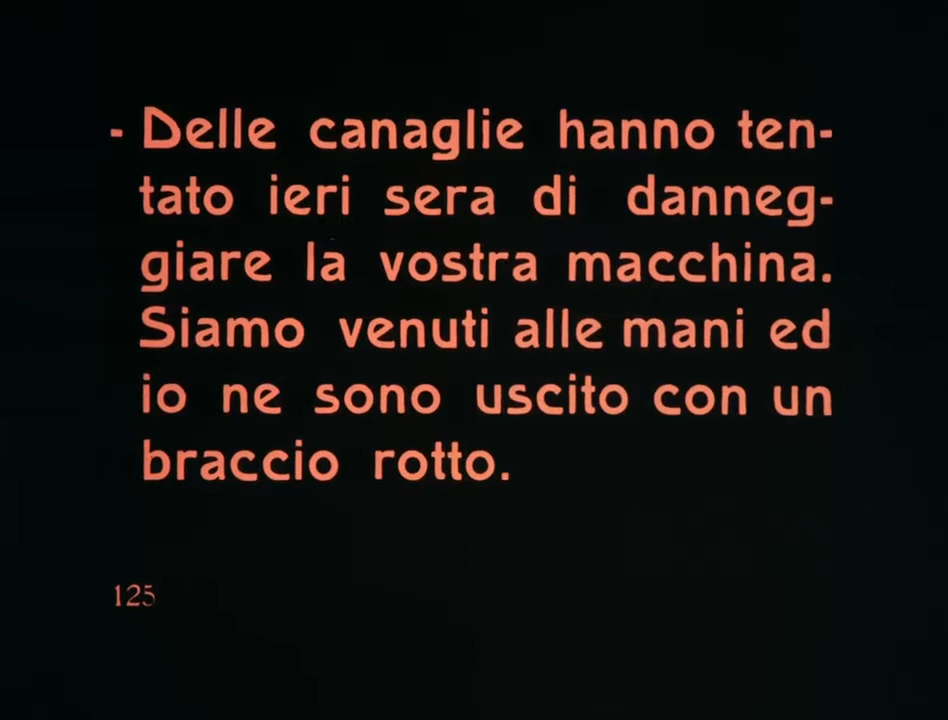 - Delle canaglie hanno ten-
tato ieri sera di danneg-
giare la vostra macchina.
Siamo venuti alle mani ed
io ne sono uscito con un
braccio rotto.
125